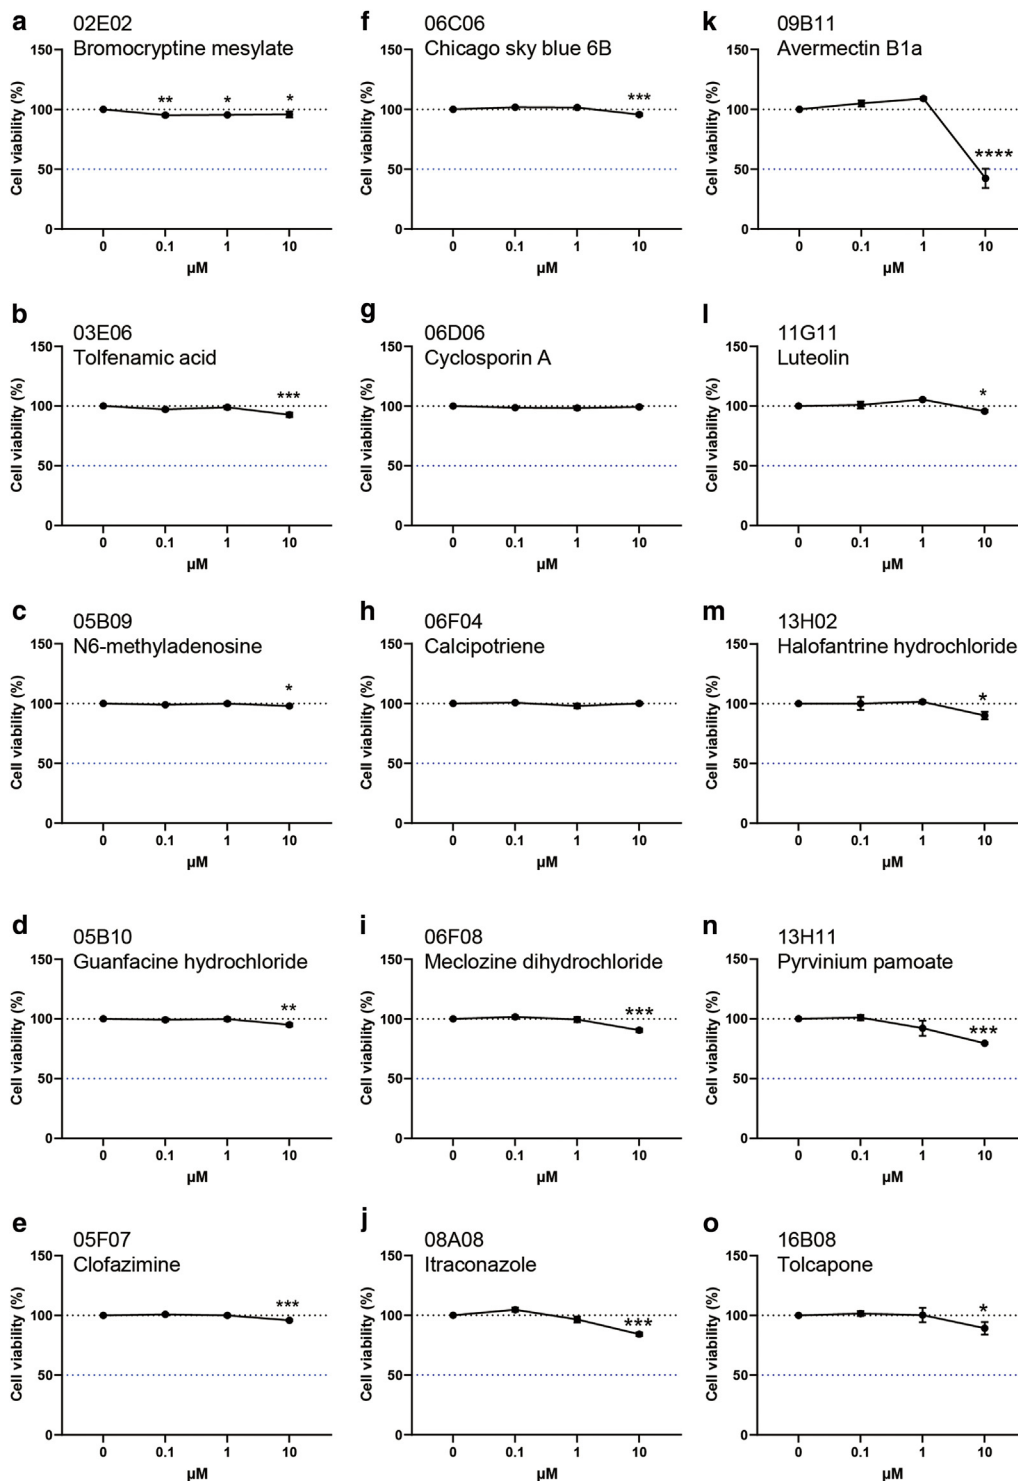 a
02E02
Bromocryptine mesylate
150
100
50
0
Cell viability (%)
** * *
0 0.1 1 10
µM
f
06C06
Chicago sky blue 6B
150
100
50
0
Cell viability (%)
***
0 0.1 1 10
µM
k
09B11
Avermectin B1a
150
100
50
0
Cell viability (%)
****
0 0.1 1 10
µM
b
03E06
Tolfenamic acid
150
100
50
0
Cell viability (%)
***
0 0.1 1 10
µM
g
06D06
Cyclosporin A
150
100
50
0
Cell viability (%)
0 0.1 1 10
µM
l
11G11
Luteolin
150
100
50
0
Cell viability (%)
*
0 0.1 1 10
µM
c
05B09
N6-methyladenosine
150
100
50
0
Cell viability (%)
*
0 0.1 1 10
µM
h
06F04
Calcipotriene
150
100
50
0
Cell viability (%)
0 0.1 1 10
µM
m
13H02
Halofantrine hydrochloride
150
100
50
0
Cell viability (%)
*
0 0.1 1 10
µM
d
05B10
Guanfacine hydrochloride
150
100
50
0
Cell viability (%)
**
0 0.1 1 10
µM
i
06F08
Meclozine dihydrochloride
150
100
50
0
Cell viability (%)
***
0 0.1 1 10
µM
n
13H11
Pyrvinium pamoate
150
100
50
0
Cell viability (%)
***
0 0.1 1 10
µM
e
05F07
Clofazimine
150
100
50
0
Cell viability (%)
***
0 0.1 1 10
µM
j
08A08
Itraconazole
150
100
50
0
Cell viability (%)
***
0 0.1 1 10
µM
o
16B08
Tolcapone
150
100
50
0
Cell viability (%)
*
0 0.1 1 10
µM